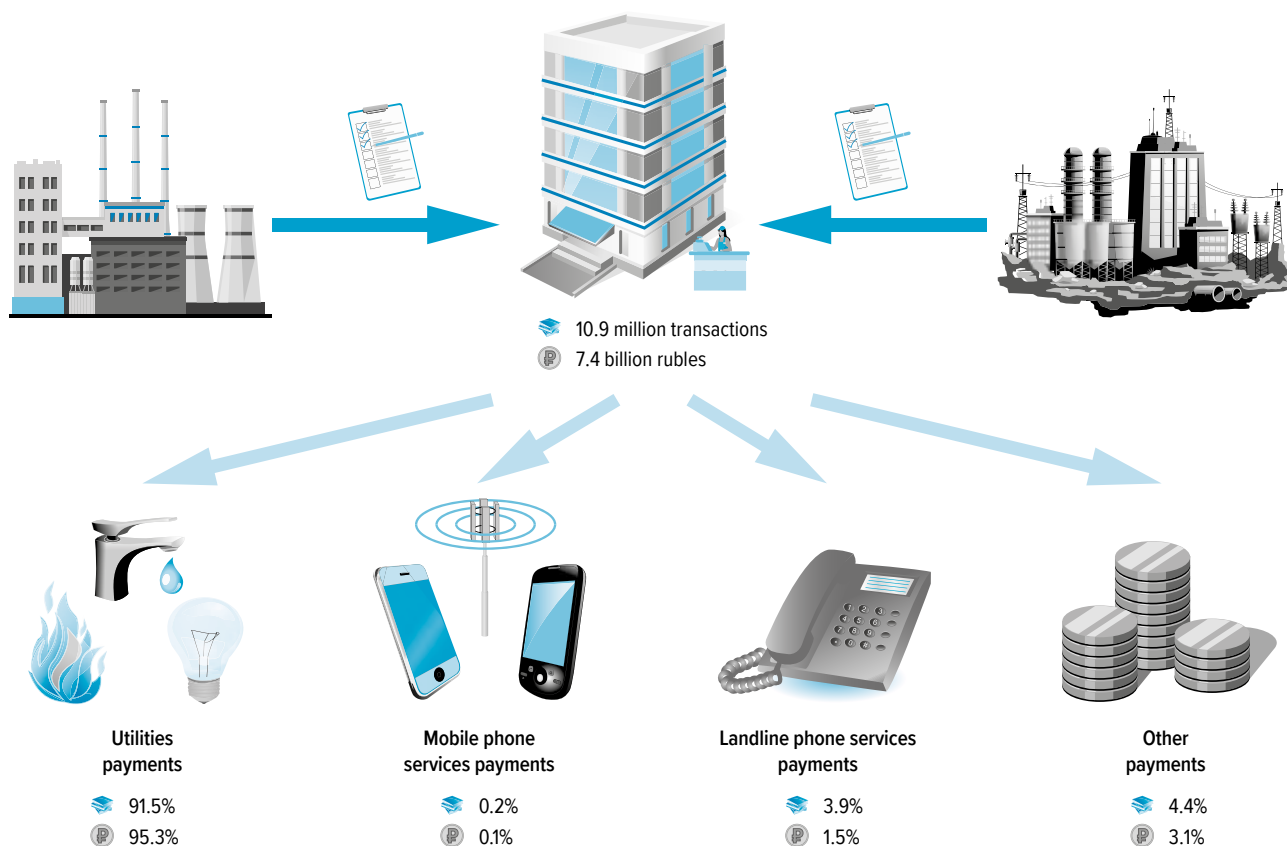 10.9 million transactions
7.4 billion rubles
Utilities
payments
91.5%
95.3%
Mobile phone
services payments
0.2%
0.1%
Landline phone services
payments
3.9%
1.5%
Other
payments
4.4%
3.1%